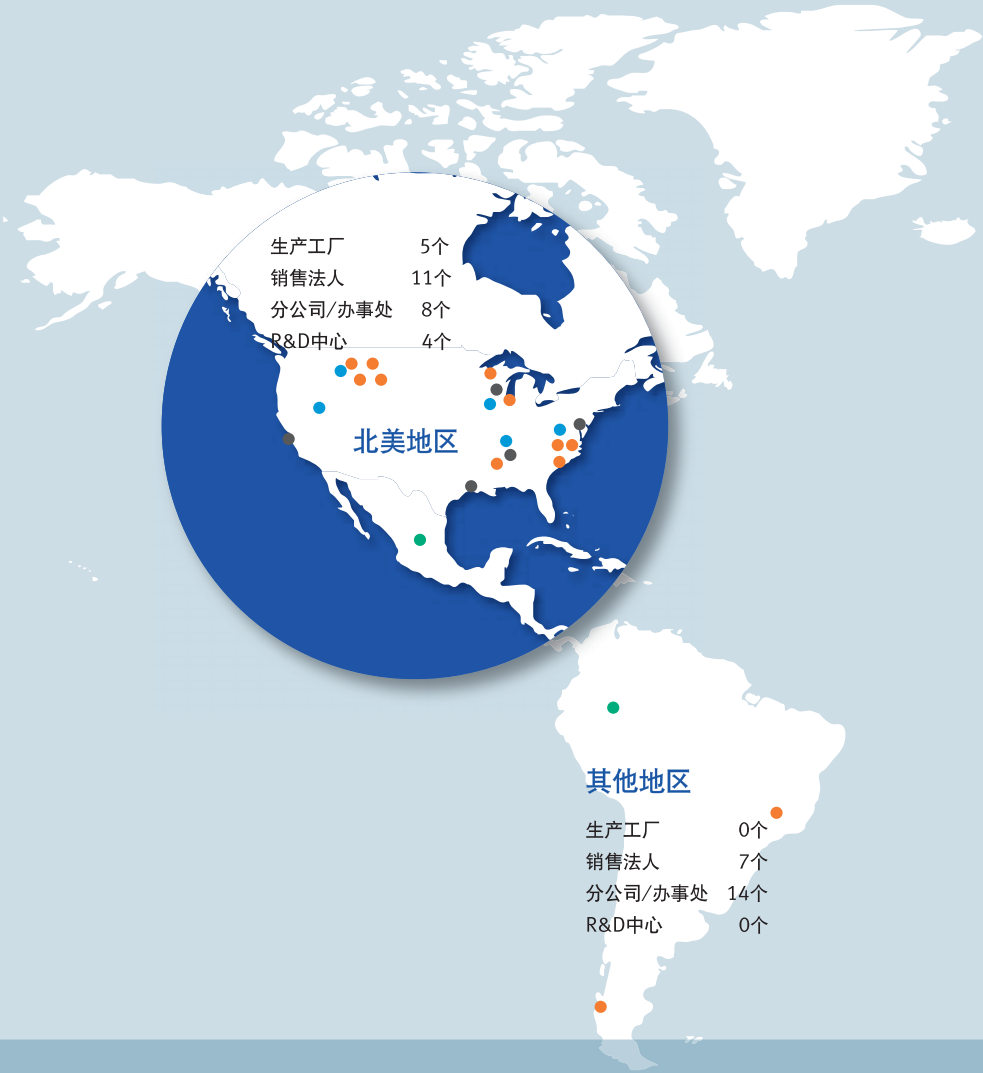 生产工厂 5个
销售法人 11个
分公司/办事处 8个
R&D中心 4个
北美地区
其他地区
生产工厂 0个
销售法人 7个
分公司/办事处 14个
R&D中心 0个